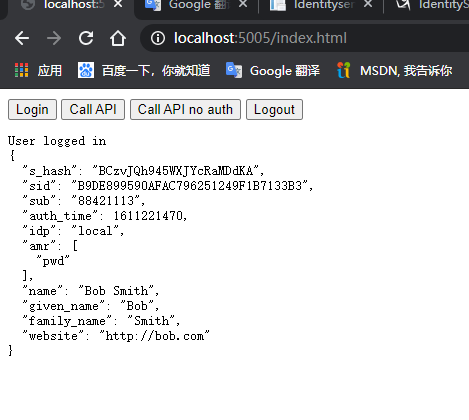 localhost:5005
Google 翻译
Identityser
IdentityS
localhost:5005/index.html
应用
百度一下，你就知道
Google 翻译
MSDN, 我告诉你
Login
Call API
Call API no auth
Logout
User logged in
{
"s_hash": "BCzvJQh945WXJYcRaMDdKA",
"sid": "B9DE899590AFAC796251249F1B7133B3",
"sub": "88421113",
"auth_time": 1611221470,
"idp": "local",
"amr": [
"pwd"
],
"name": "Bob Smith",
"given_name": "Bob",
"family_name": "Smith",
"website": "http://bob.com"
}